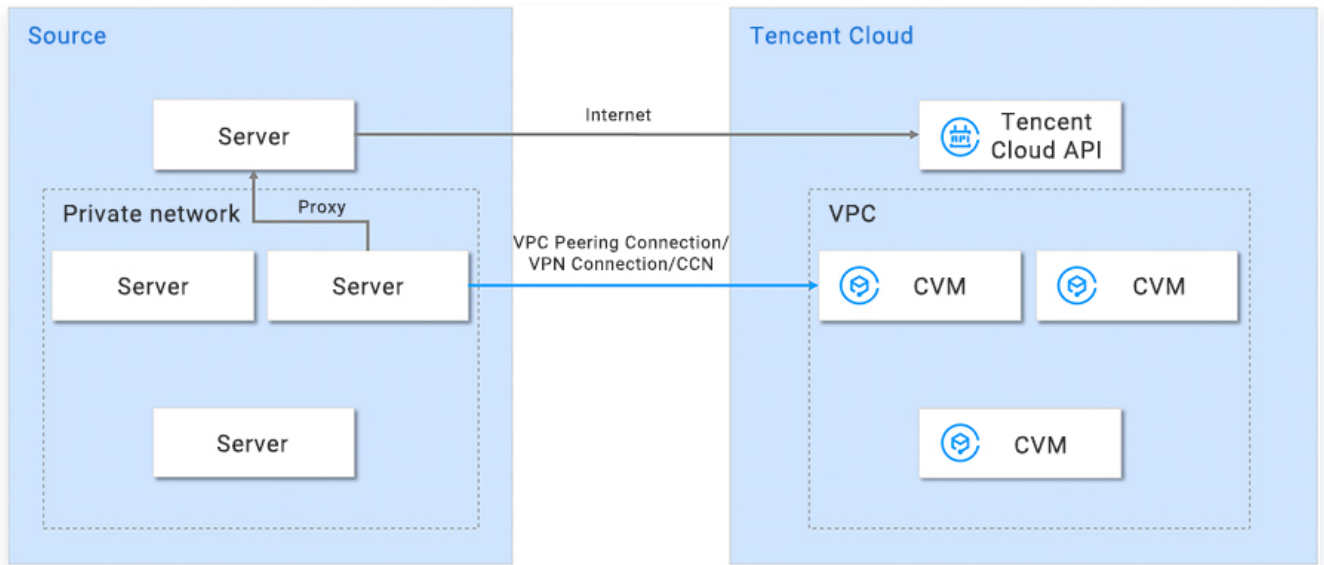 Source
Tencent Cloud
Internet
Server
API
Tencent
Cloud API
Private network
Proxy
VPC
VPC Peering Connection/
VPN Connection/CCN
Server
Server
CVM
CVM
Server
CVM